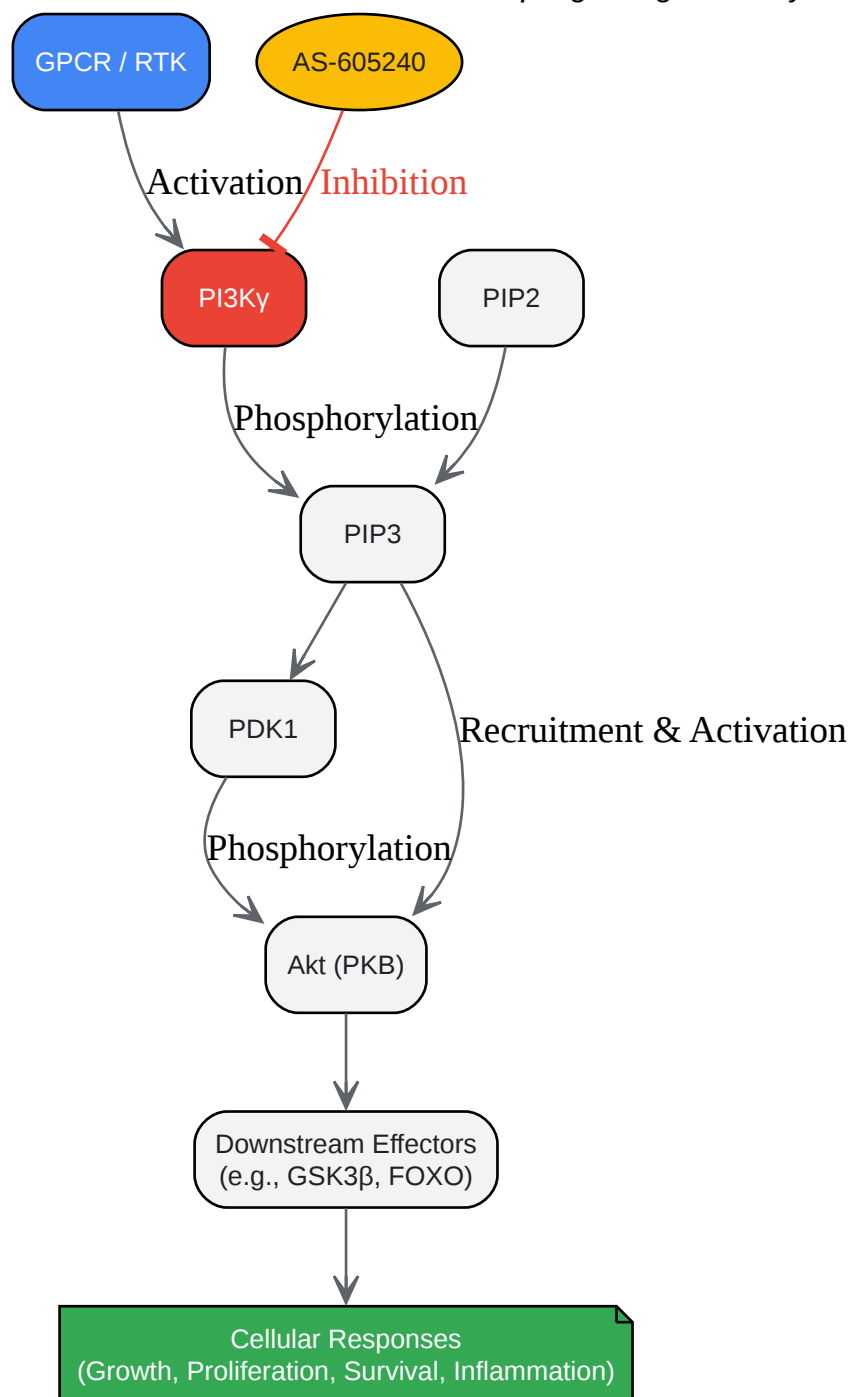 GPCR / RTK
AS-605240
Activation
Inhibition
PI3Kγ
PIP2
Phosphorylation
PIP3
PDK1
Recruitment & Activation
Phosphorylation
Akt (PKB)
Downstream Effectors
(e.g., GSK3β, FOXO)
Cellular Responses
(Growth, Proliferation, Survival, Inflammation)